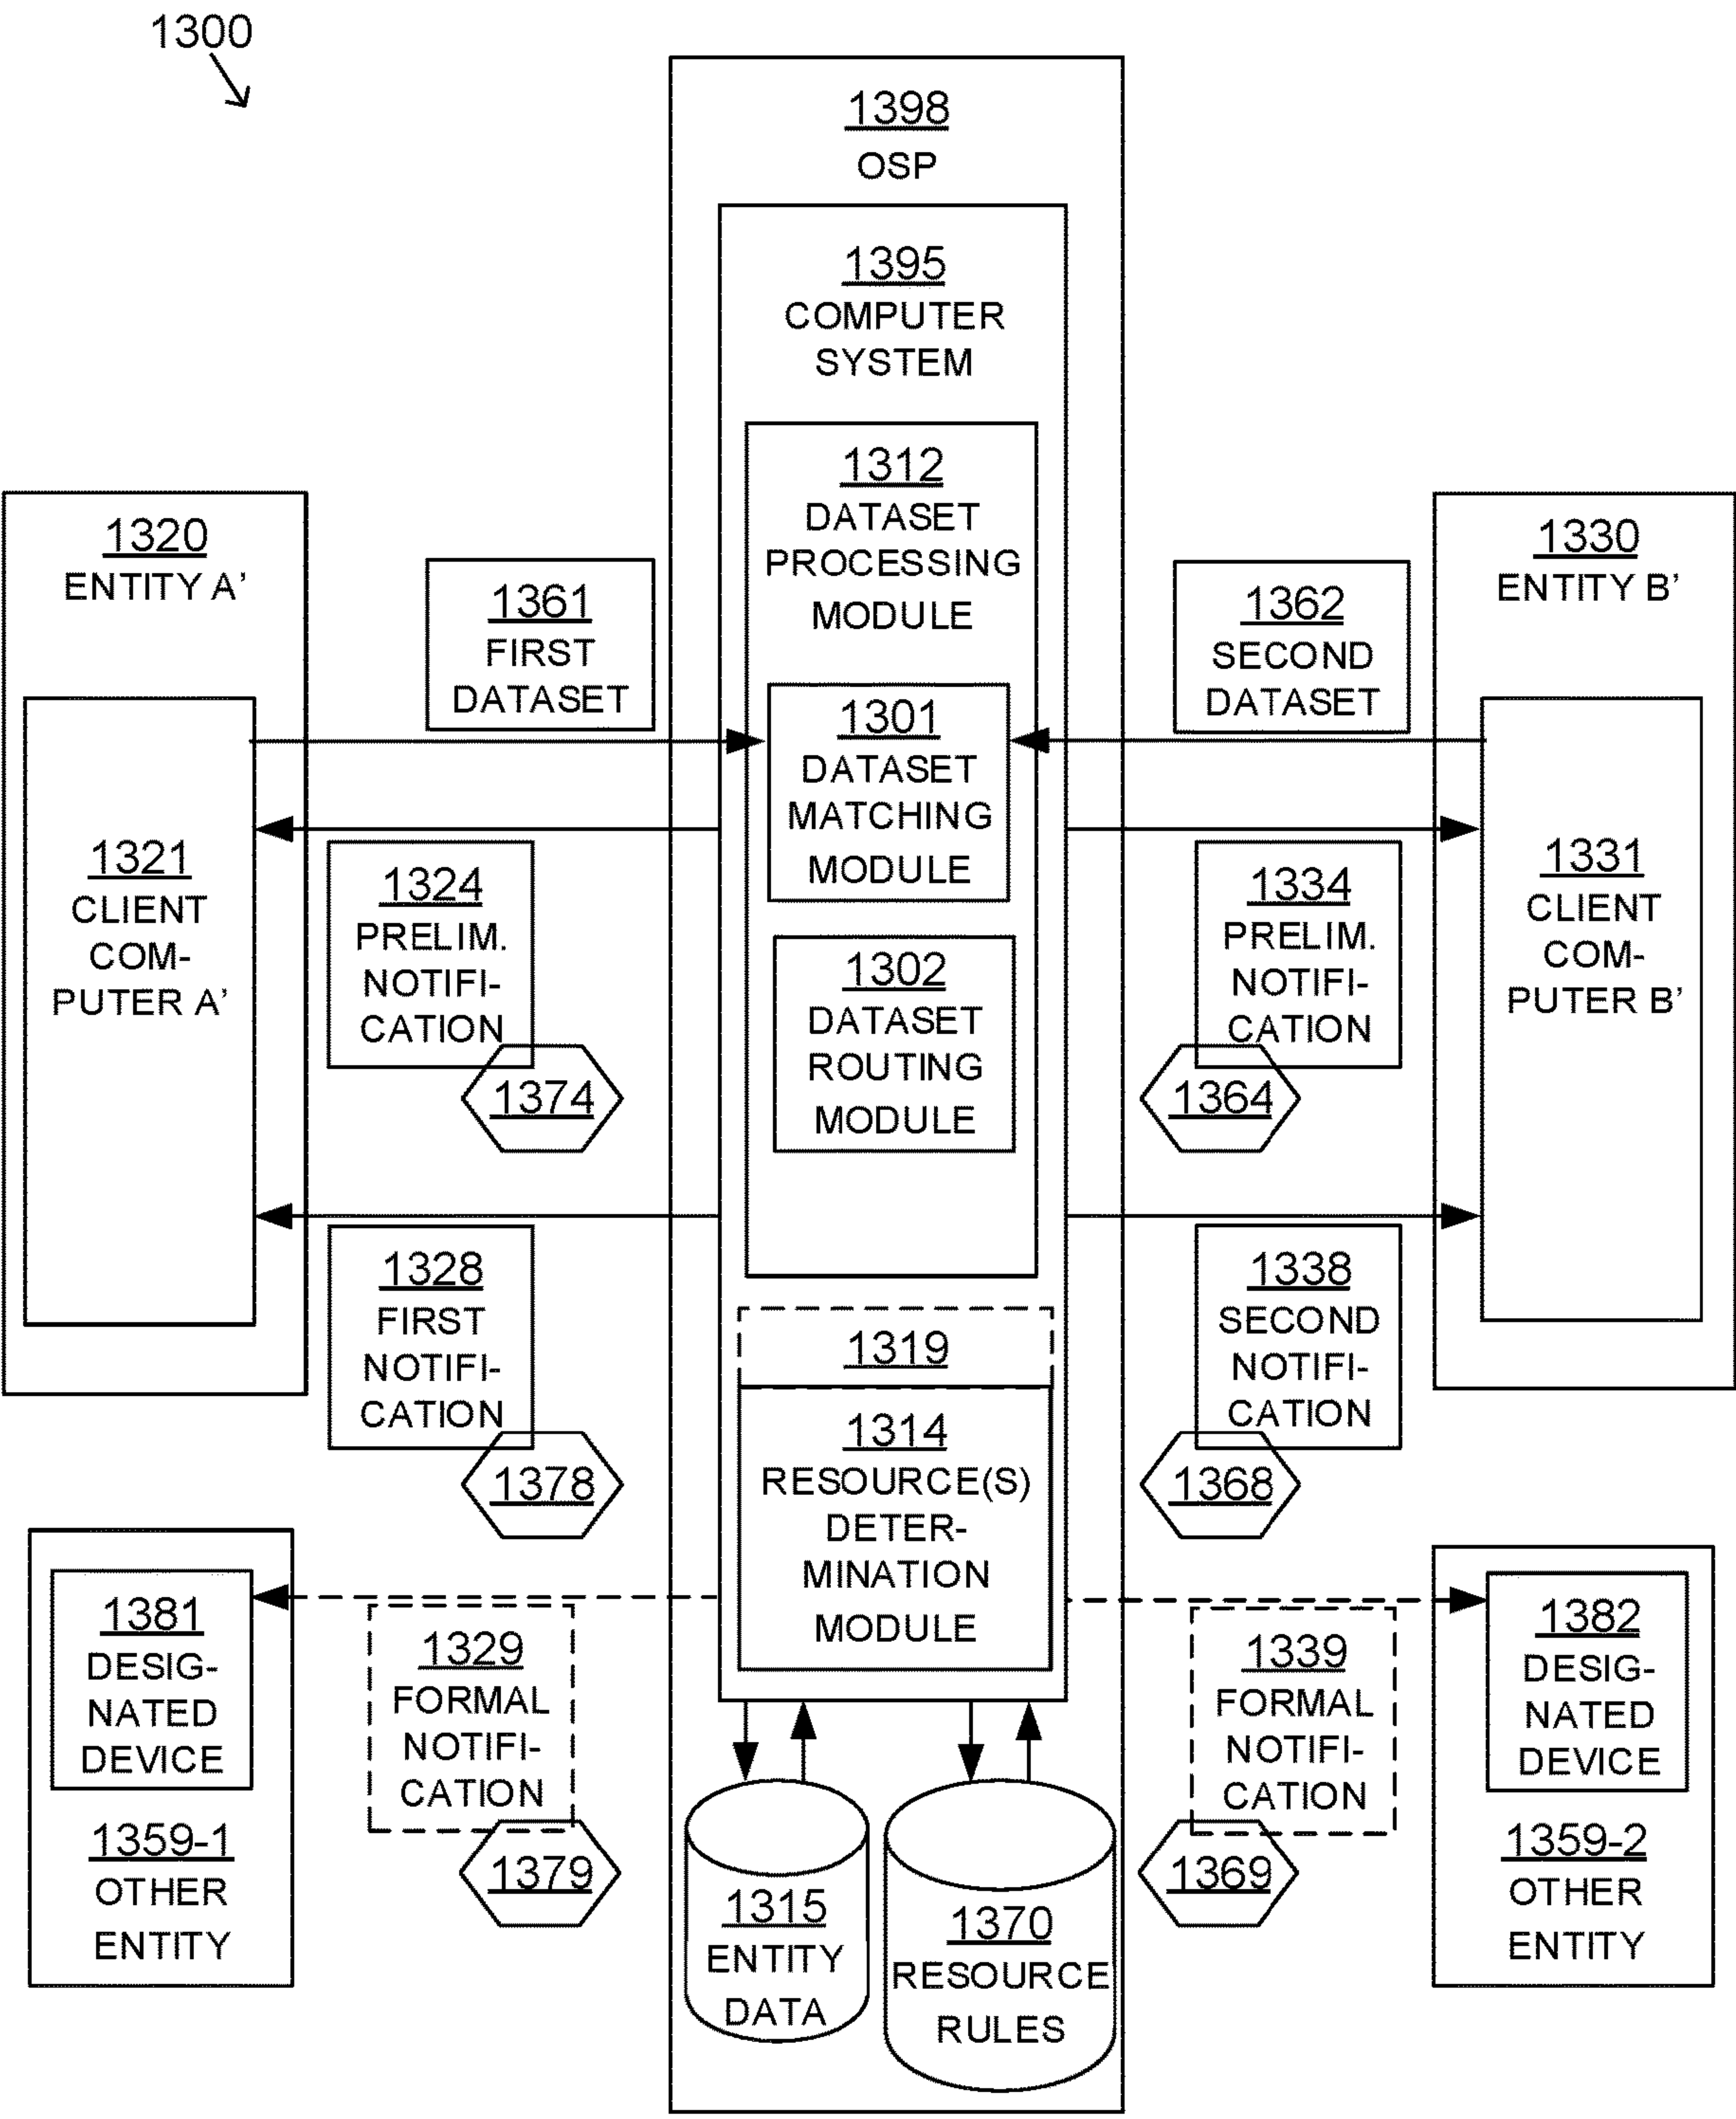 1300
1398
OSP
1395
COMPUTER
SYSTEM
1312
DATASET
PROCESSING
MODULE
1301
DATASET
MATCHING
MODULE
1302
DATASET
ROUTING
MODULE
1319
1314
RESOURCE(S)
DETER-
MINATION
MODULE
1315
ENTITY
DATA
1370
RESOURCE
RULES
1320
ENTITY A’
1321
CLIENT
COM-
PUTER A’
1361
FIRST
DATASET
1324
PRELIM.
NOTIFI-
CATION
1374
1328
FIRST
NOTIFI-
CATION
1378
1381
DESIG-
NATED
DEVICE
1359-1
OTHER
ENTITY
1329
FORMAL
NOTIFI-
CATION
1379
1362
SECOND
DATASET
1330
ENTITY B’
1331
CLIENT
COM-
PUTER B’
1334
PRELIM.
NOTIFI-
CATION
1364
1338
SECOND
NOTIFI-
CATION
1368
1339
FORMAL
NOTIFI-
CATION
1369
1382
DESIG-
NATED
DEVICE
1359-2
OTHER
ENTITY